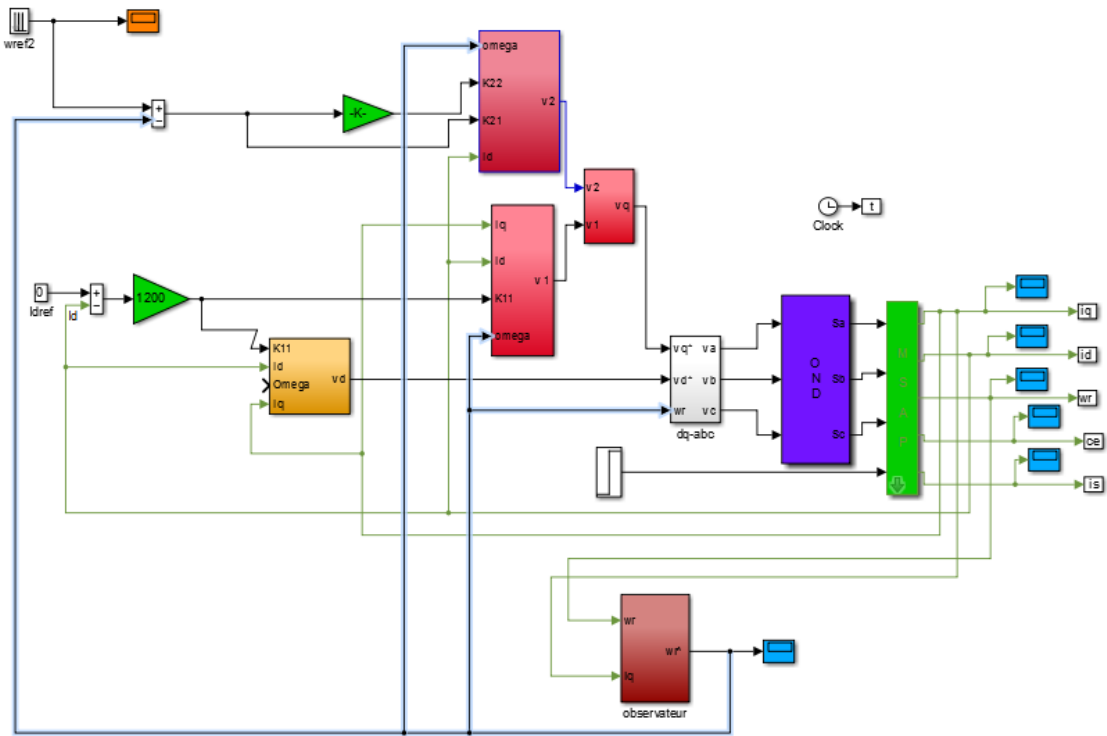 wref2
omega
K22
K21
Id
v2
-K-
v2
v1
vq
Clock
t
Iq
Id
K11
omega
v1
0
Idref
Id
1200
K11
Id
Omega
Iq
vd
vq^
vd^
wr
va
vb
vc
dq-abc
OND
Sa
Sb
Sc
iq
id
wr
ce
is
wr
Iq
wr^
observateur